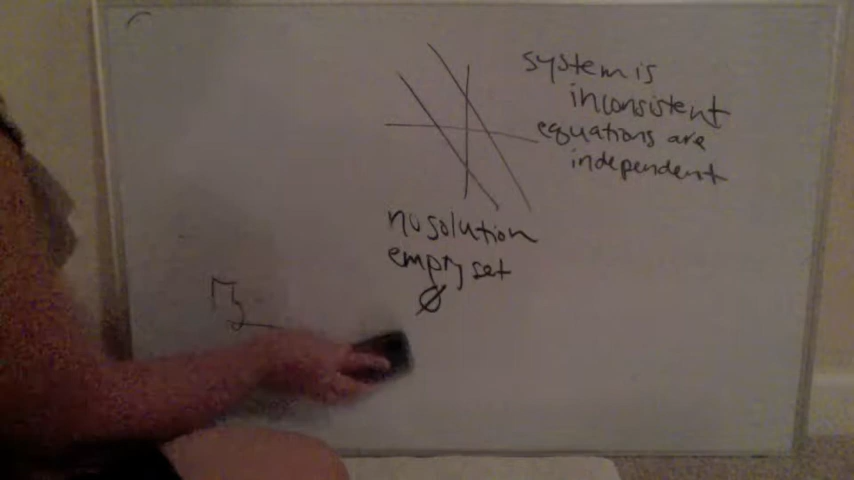 system is
inconsistent
equations are
independent
no solution
empty set
∅